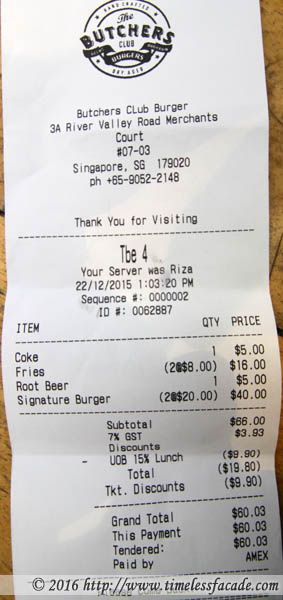 HAND CRAFTED
The
BUTCHERS
CLUB
BURGERS
DRY AGED
Butchers Club Burger
3A River Valley Road Merchants
Court
#07-03
Singapore, SG 179020
ph +65-9052-2148
Thank You for Visiting
Tbe 4
Your Server was Riza
22/12/2015 1:03:20 PM
Sequence #: 0000002
ID #: 0062887
ITEM QTY PRICE
Coke 1 $5.00
Fries (2@$8.00) $16.00
Root Beer 1 $5.00
Signature Burger (2@$20.00) $40.00
Subtotal $66.00
7% GST $3.93
Discounts
- UOB 15% Lunch ($9.90)
Total ($19.80)
Tkt. Discounts ($9.90)
Grand Total $60.03
This Payment $60.03
Tendered: $60.03
Paid by AMEX
Please Come
© 2016 http://www.timelessfacade.com